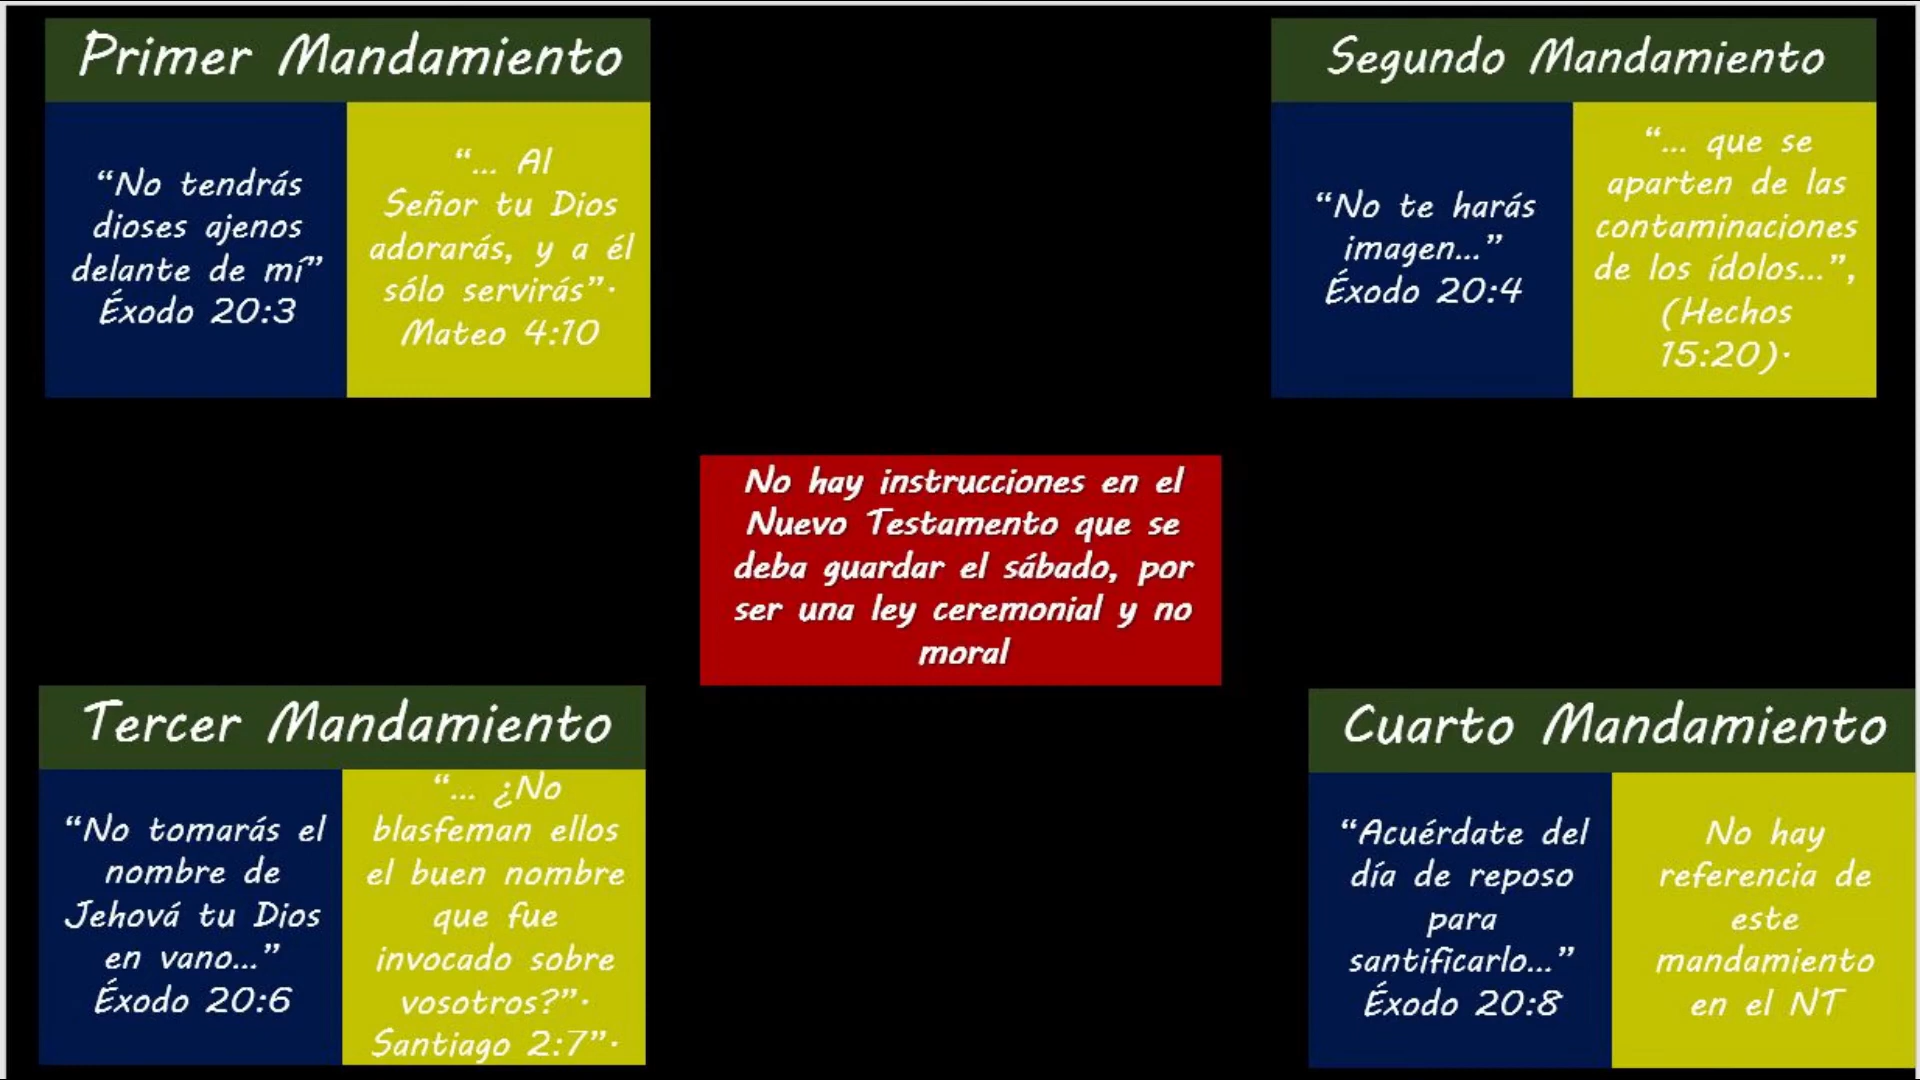 Primer Mandamiento
“No tendrás
dioses ajenos
delante de mí”
Éxodo 20:3
“... Al
Señor tu Dios
adorarás, y a él
sólo servirás”.
Mateo 4:10
Segundo Mandamiento
“No te harás
imagen...”
Éxodo 20:4
“... que se
aparten de las
contaminaciones
de los ídolos...”,
(Hechos
15:20).
No hay instrucciones en el
Nuevo Testamento que se
deba guardar el sábado, por
ser una ley ceremonial y no
moral
Tercer Mandamiento
“No tomarás el
nombre de
Jehová tu Dios
en vano...”
Éxodo 20:6
“... ¿No
blasfeman ellos
el buen nombre
que fue
invocado sobre
vosotros?”.
Santiago 2:7”.
Cuarto Mandamiento
“Acuérdate del
día de reposo
para
santificarlo...”
Éxodo 20:8
No hay
referencia de
este
mandamiento
en el NT